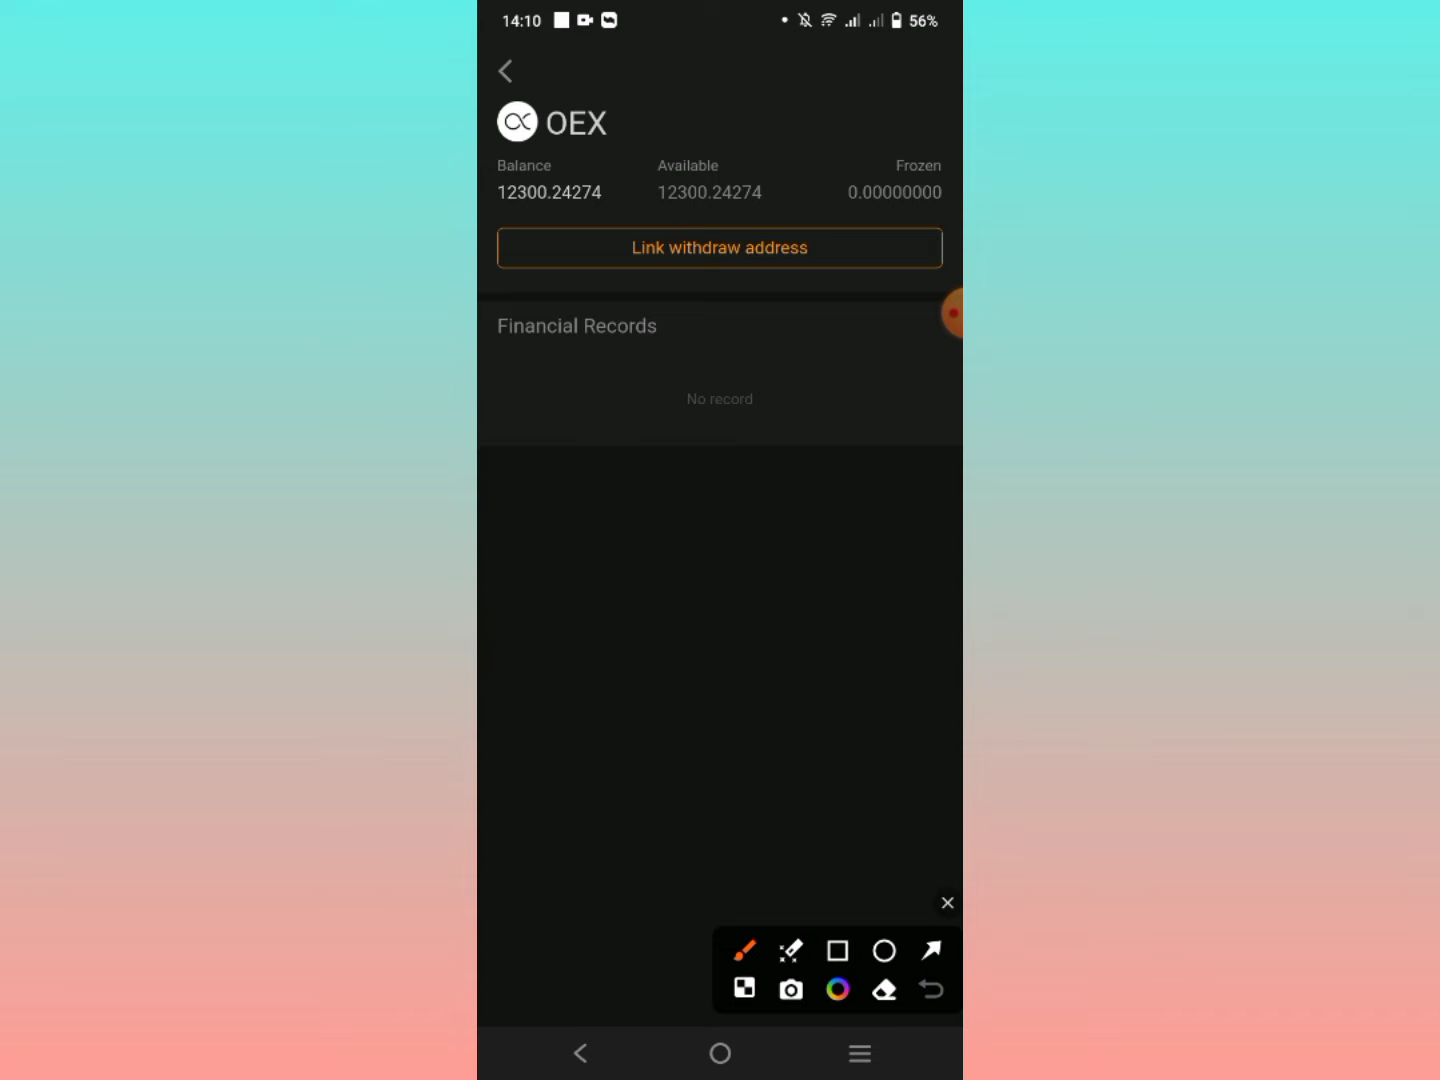 14:10 56%
OEX
Balance Available Frozen
12300.24274 12300.24274 0.00000000
Link withdraw address
Financial Records
No record